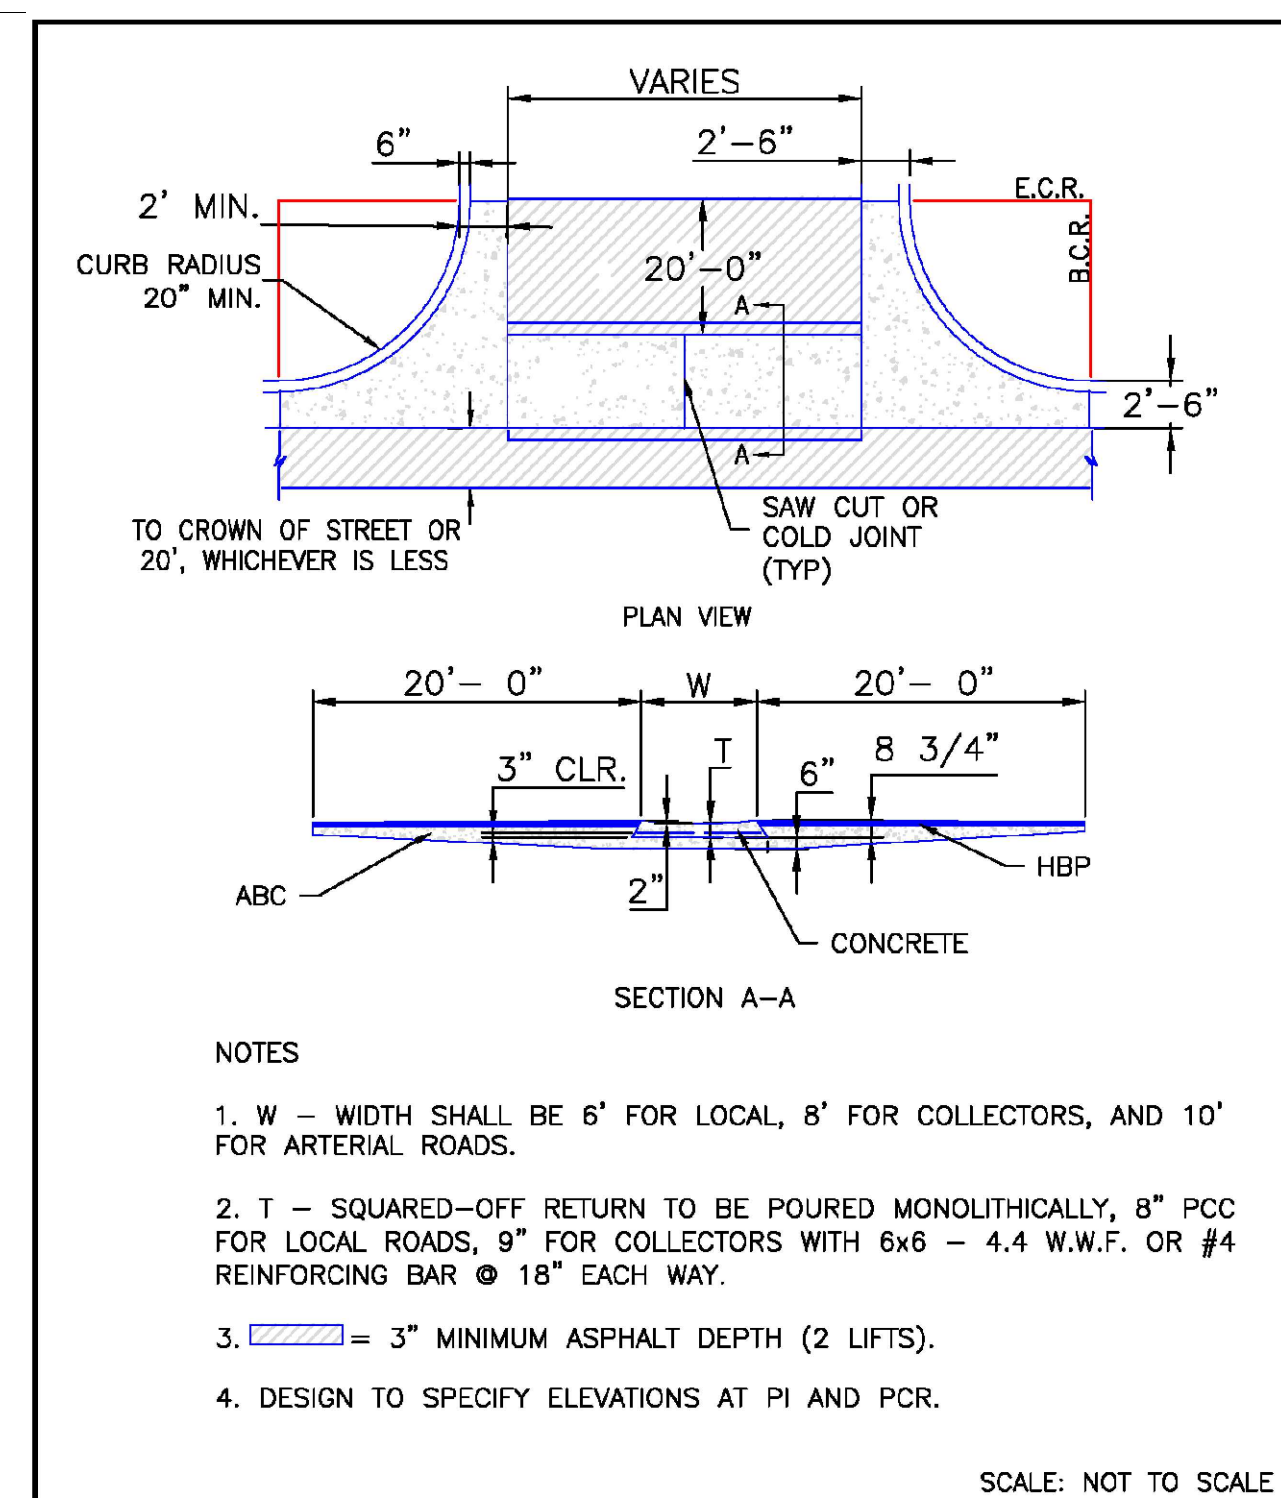 VARIES
6"
2'-6"
2' MIN.
E.C.R.
B.C.R.
CURB RADIUS
20" MIN.
20'-0"
A
2'-6"
A
SAW CUT OR
COLD JOINT
(TYP)
TO CROWN OF STREET OR
20', WHICHEVER IS LESS
PLAN VIEW
20'- 0"
W
20'- 0"
3" CLR.
T
6"
8 3/4"
2"
ABC
HBP
CONCRETE
SECTION A-A
NOTES
1. W - WIDTH SHALL BE 6' FOR LOCAL, 8' FOR COLLECTORS, AND 10'
FOR ARTERIAL ROADS.
2. T - SQUARED-OFF RETURN TO BE POURED MONOLITHICALLY, 8" PCC
FOR LOCAL ROADS, 9" FOR COLLECTORS WITH 6x6 - 4.4 W.W.F. OR #4
REINFORCING BAR @ 18" EACH WAY.
3. = 3" MINIMUM ASPHALT DEPTH (2 LIFTS).
4. DESIGN TO SPECIFY ELEVATIONS AT PI AND PCR.
SCALE: NOT TO SCALE